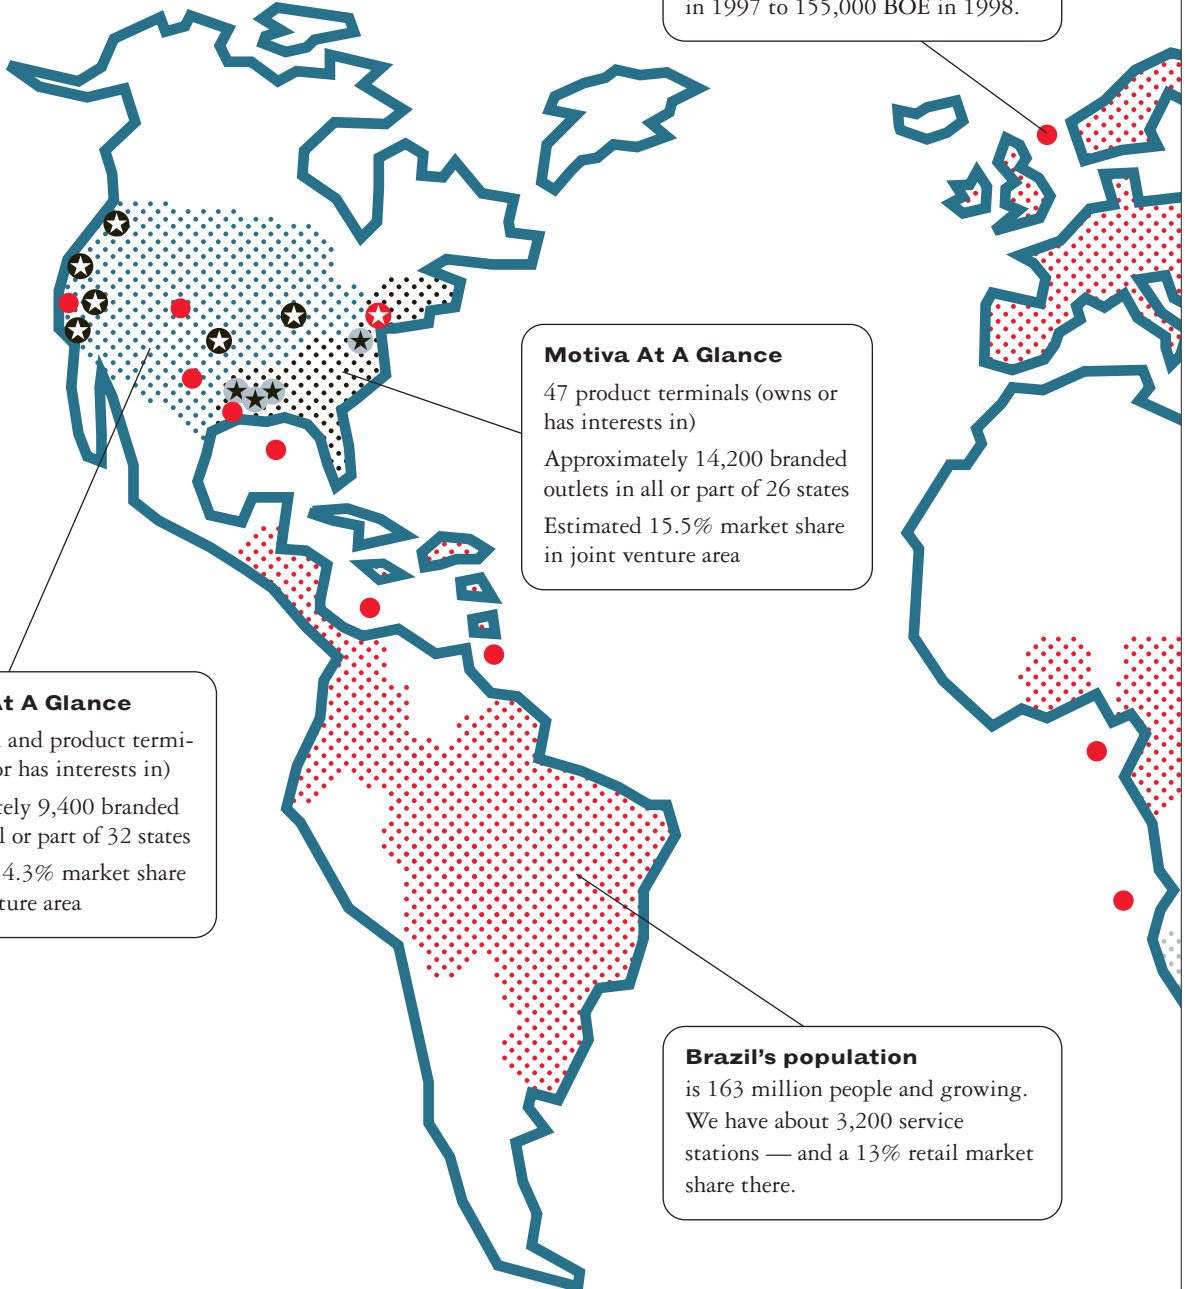 in 1997 to 155,000 BOE in 1998.
Motiva At A Glance
47 product terminals (owns or
has interests in)
Approximately 14,200 branded
outlets in all or part of 26 states
Estimated 15.5% market share
in joint venture area
At A Glance
and product termi-
or has interests in)
9,400 branded
or part of 32 states
4.3% market share
area
Brazil’s population
is 163 million people and growing.
We have about 3,200 service
stations — and a 13% retail market
share there.